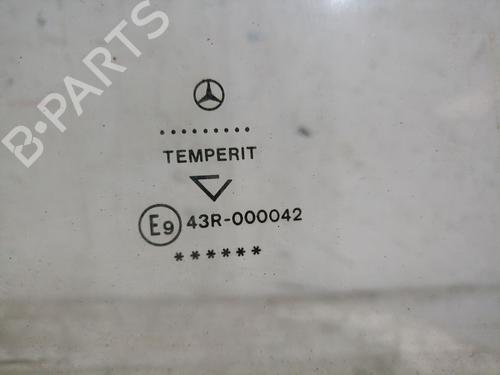 B·PARTS
.........
TEMPERIT
E9 43R-000042
******